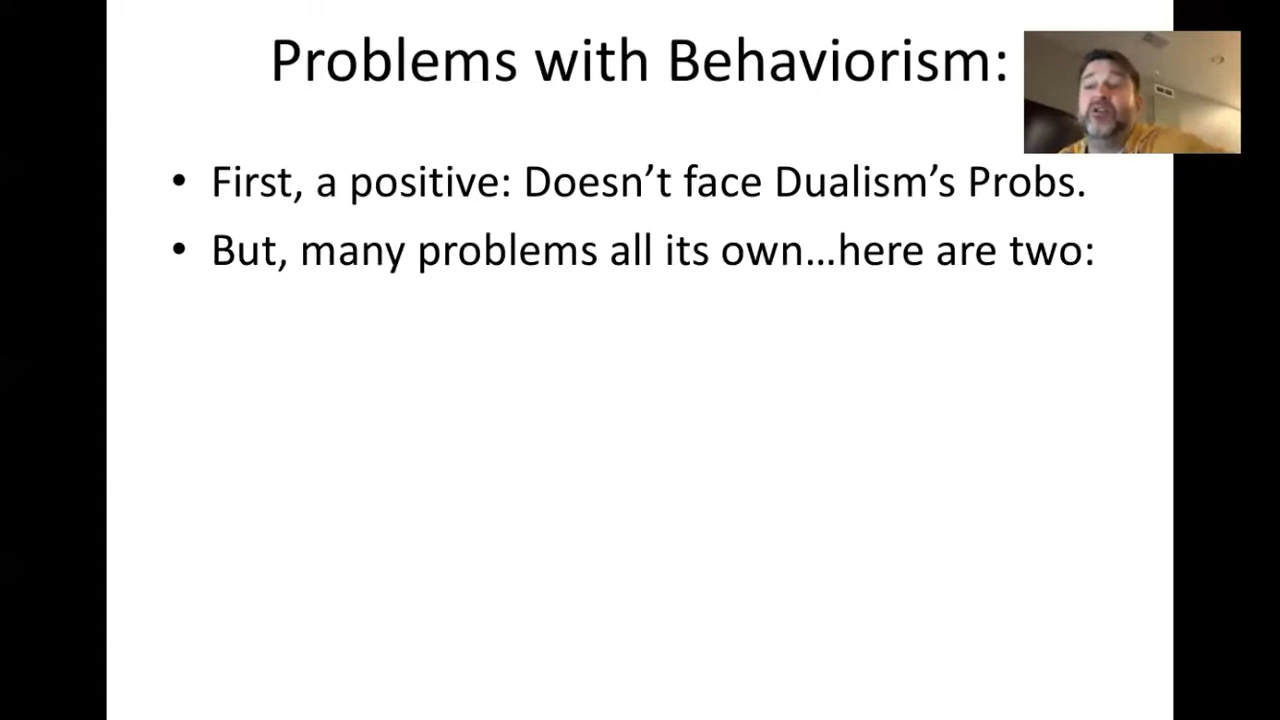 Problems with Behaviorism:
• First, a positive: Doesn’t face Dualism’s Probs.
• But, many problems all its own…here are two: